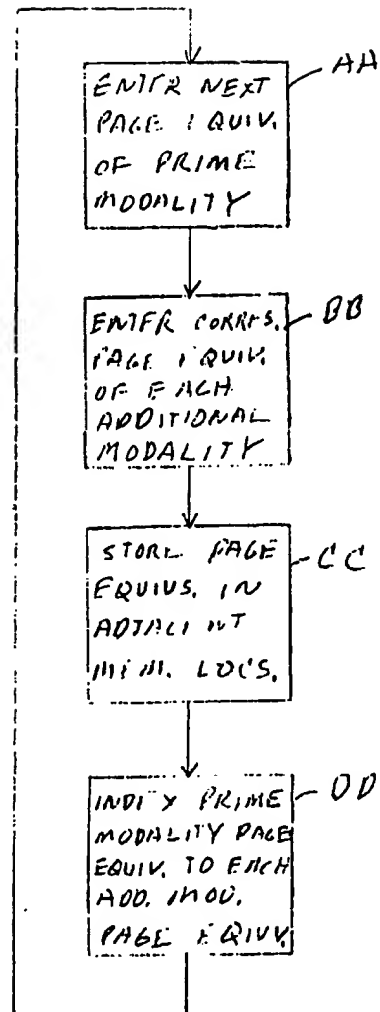 ENTER NEXT
PAGE EQUIV.
OF PRIME
MODALITY
AA
ENTER CORRES.
PAGE EQUIV.
OF EACH
ADDITIONAL
MODALITY
BB
STORE PAGE
EQUIVS. IN
ADJACENT
MEM. LOCS.
CC
INDEX PRIME
MODALITY PAGE
EQUIV. TO EACH
ADD. MOD.
PAGE EQUIV.
DD